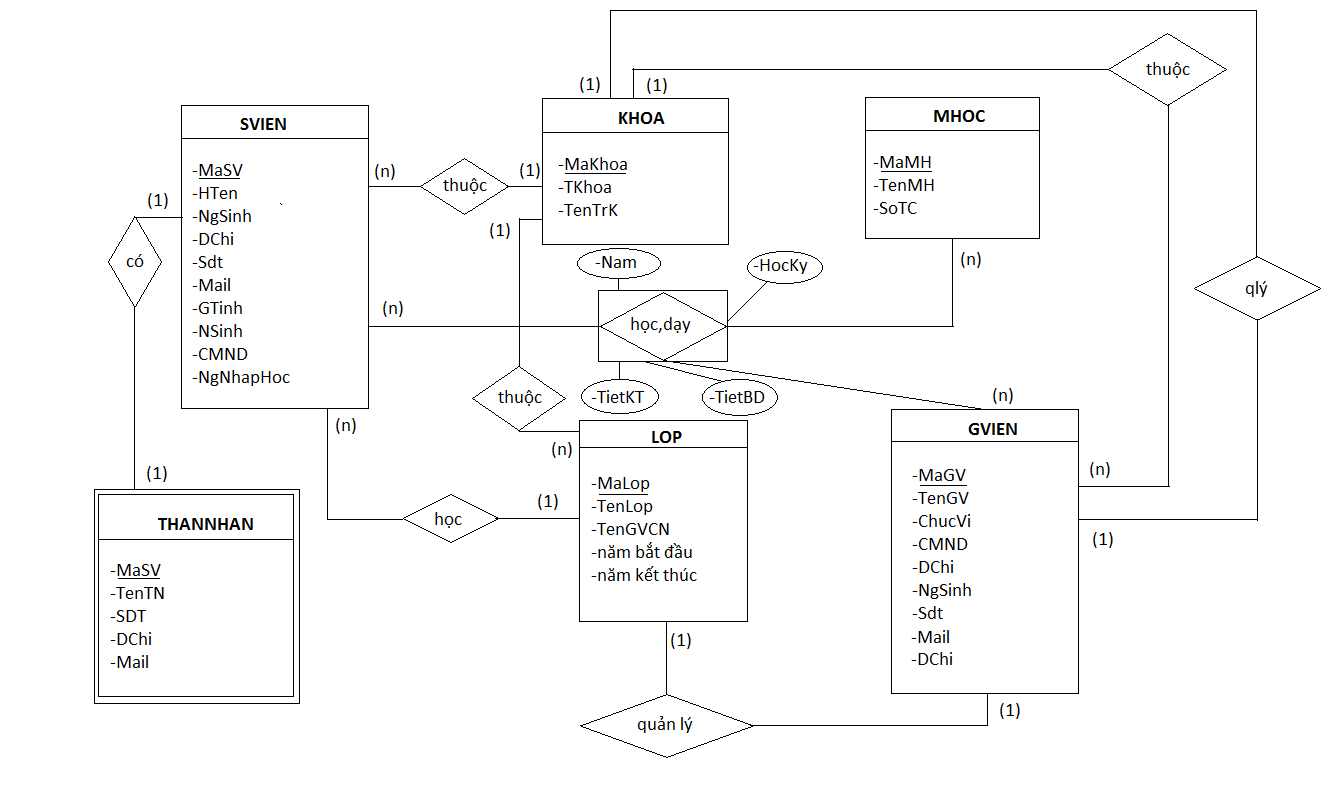 (1)
(1)
thuộc
SVIEN
-MaSV
-HTen
-NgSinh
-DChi
-Sdt
-Mail
-GTinh
-NSinh
-CMND
-NgNhapHoc
(n)
thuộc
(1)
KHOA
-MaKhoa
-TKhoa
-TenTrK
MHOC
-MaMH
-TenMH
-SoTC
(1)
có
(1)
(1)
(n)
-Nam
-HocKy
học,dạy
-TietKT
-TietBD
(n)
(n)
qlý
thuộc
(n)
(n)
học
(1)
THANNHAN
-MaSV
-TenTN
-SDT
-DChi
-Mail
LOP
-MaLop
-TenLop
-TenGVCN
-năm bắt đầu
-năm kết thúc
GVIEN
-MaGV
-TenGV
-ChucVi
-CMND
-DChi
-NgSinh
-Sdt
-Mail
-DChi
(n)
(1)
(1)
quản lý
(1)